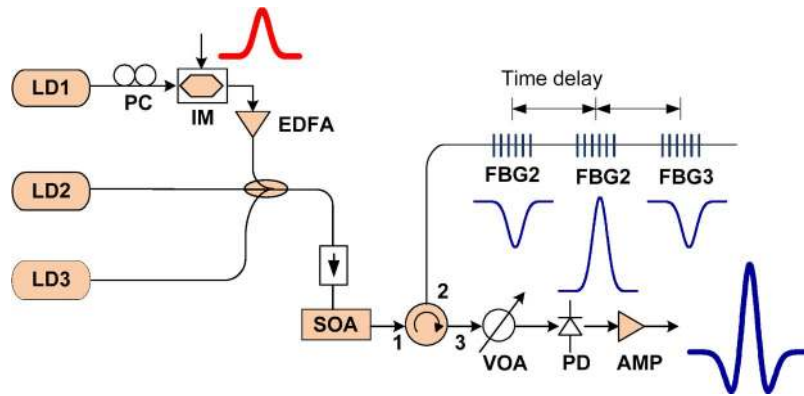 Time delay
LD1
PC
IM
EDFA
FBG2 FBG2 FBG3
LD2
LD3
2
SOA
1
3
VOA
PD
AMP